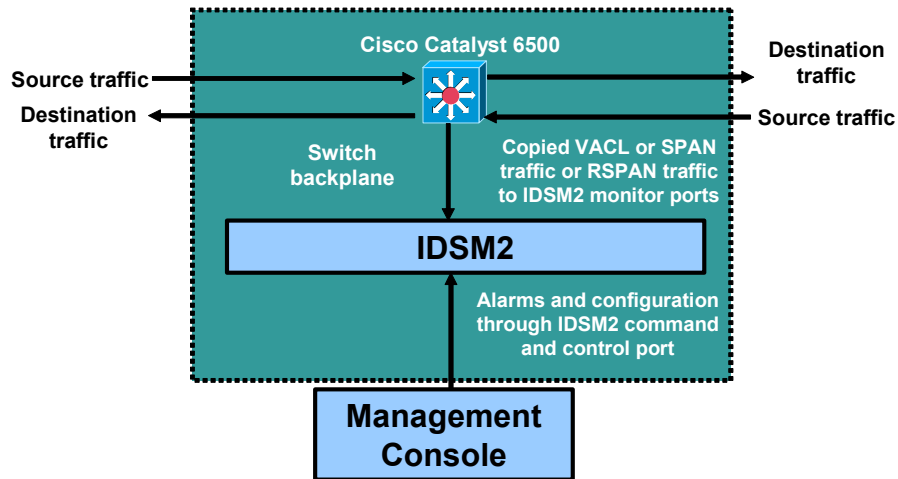 Cisco Catalyst 6500
Source traffic
Destination
traffic
Destination
traffic
Source traffic
Switch
backplane
Copied VACL or SPAN
traffic or RSPAN traffic
to IDSM2 monitor ports
IDSM2
Alarms and configuration
through IDSM2 command
and control port
Management
Console